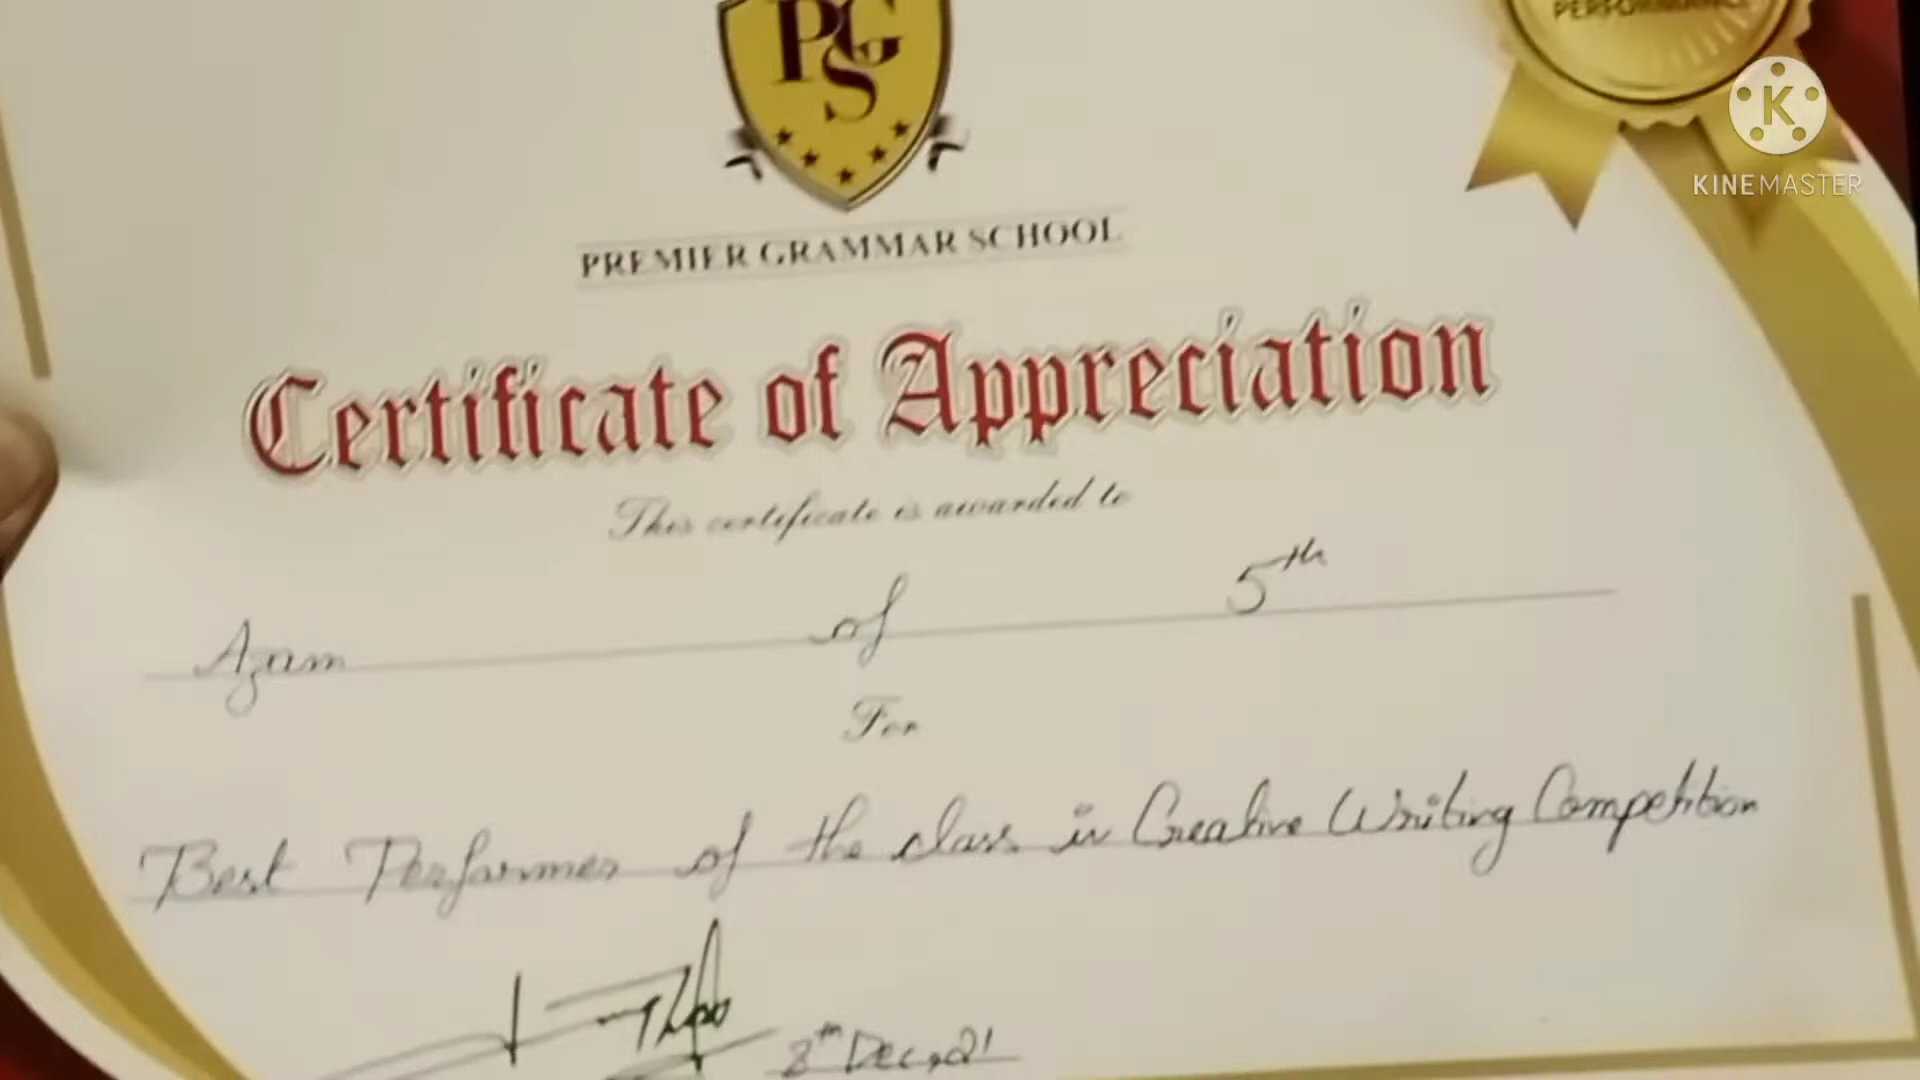 PGS
PERFORMANCE
K
KINEMASTER
PREMIER GRAMMAR SCHOOL
Certificate of Appreciation
This certificate is awarded to
Azam of 5th
For
Best Performer of the class in Creative Writing Competition
8th Dec, 21